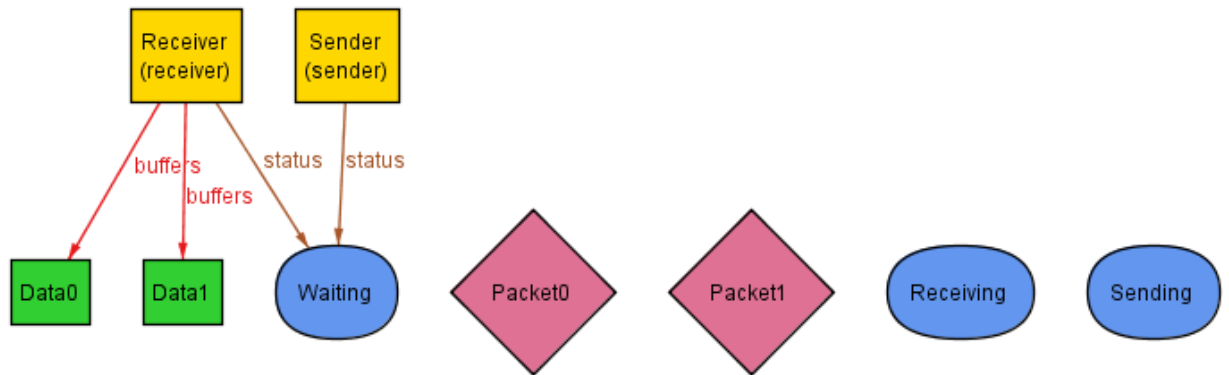 Receiver
(receiver)
Sender
(sender)
buffers
buffers
status
status
Data0
Data1
Waiting
Packet0
Packet1
Receiving
Sending